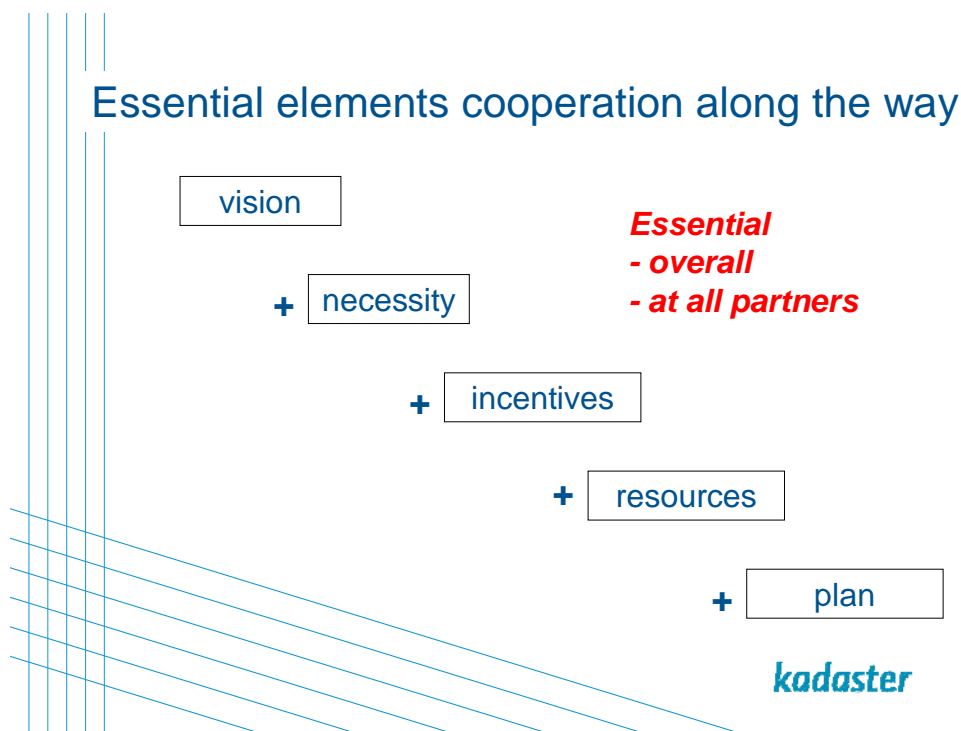 Essential elements cooperation along the way
vision
Essential
- overall
- at all partners
+ necessity
+ incentives
+ resources
+ plan
kadaster